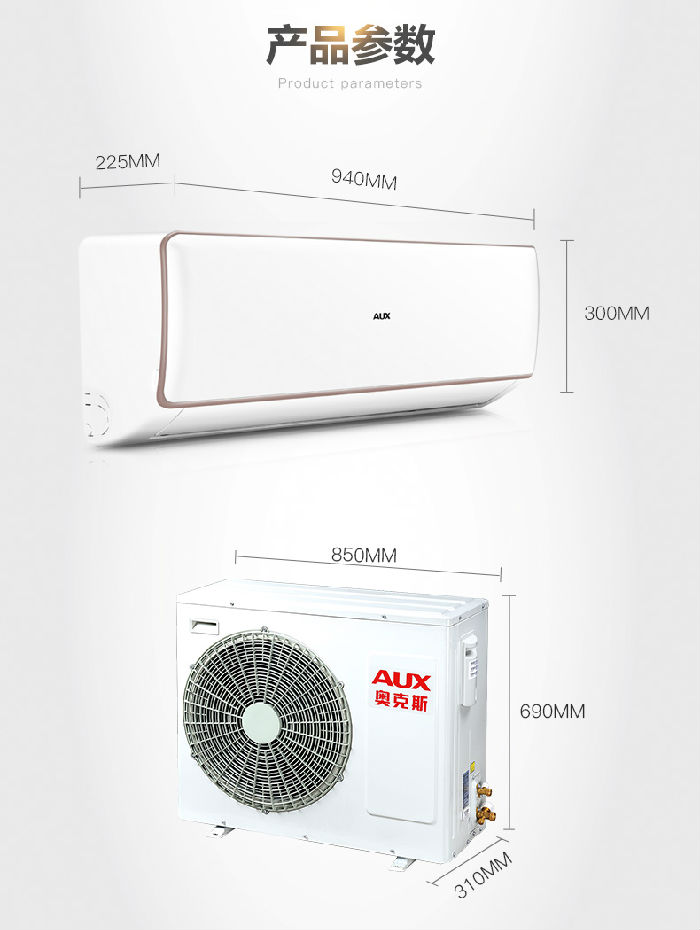 产品参数
Product parameters
225MM
940MM
300MM
AUX
850MM
AUX
奥克斯
690MM
310MM